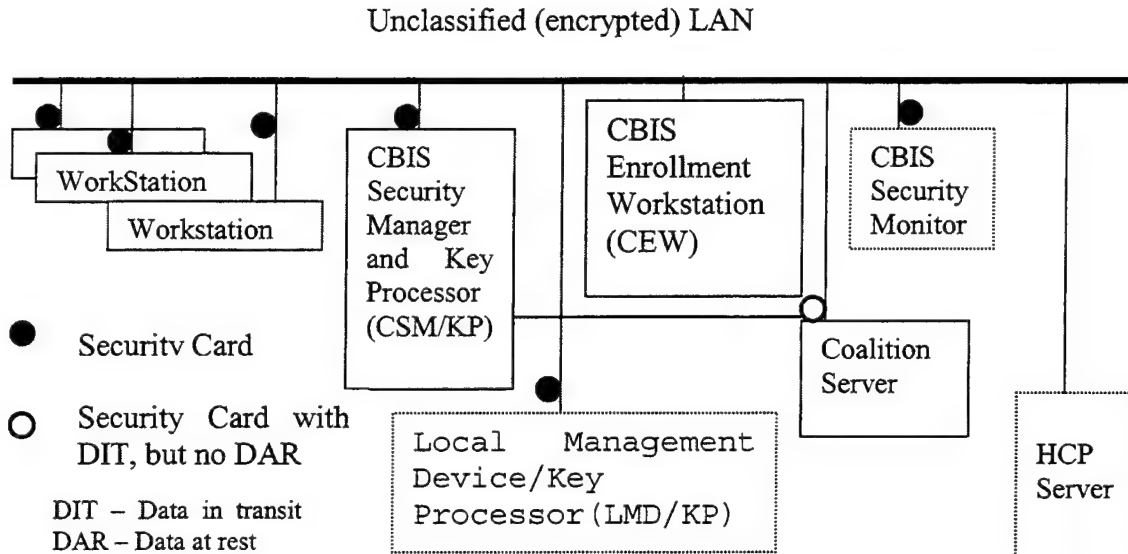 Unclassified (encrypted) LAN
WorkStation
Workstation
CBIS
Security
Manager
and Key
Processor
(CSM/KP)
CBIS
Enrollment
Workstation
(CEW)
CBIS
Security
Monitor
Security Card
Security Card with
DIT, but no DAR
DIT – Data in transit
DAR – Data at rest
Local Management
Device/Key
Processor(LMD/KP)
Coalition
Server
HCP
Server